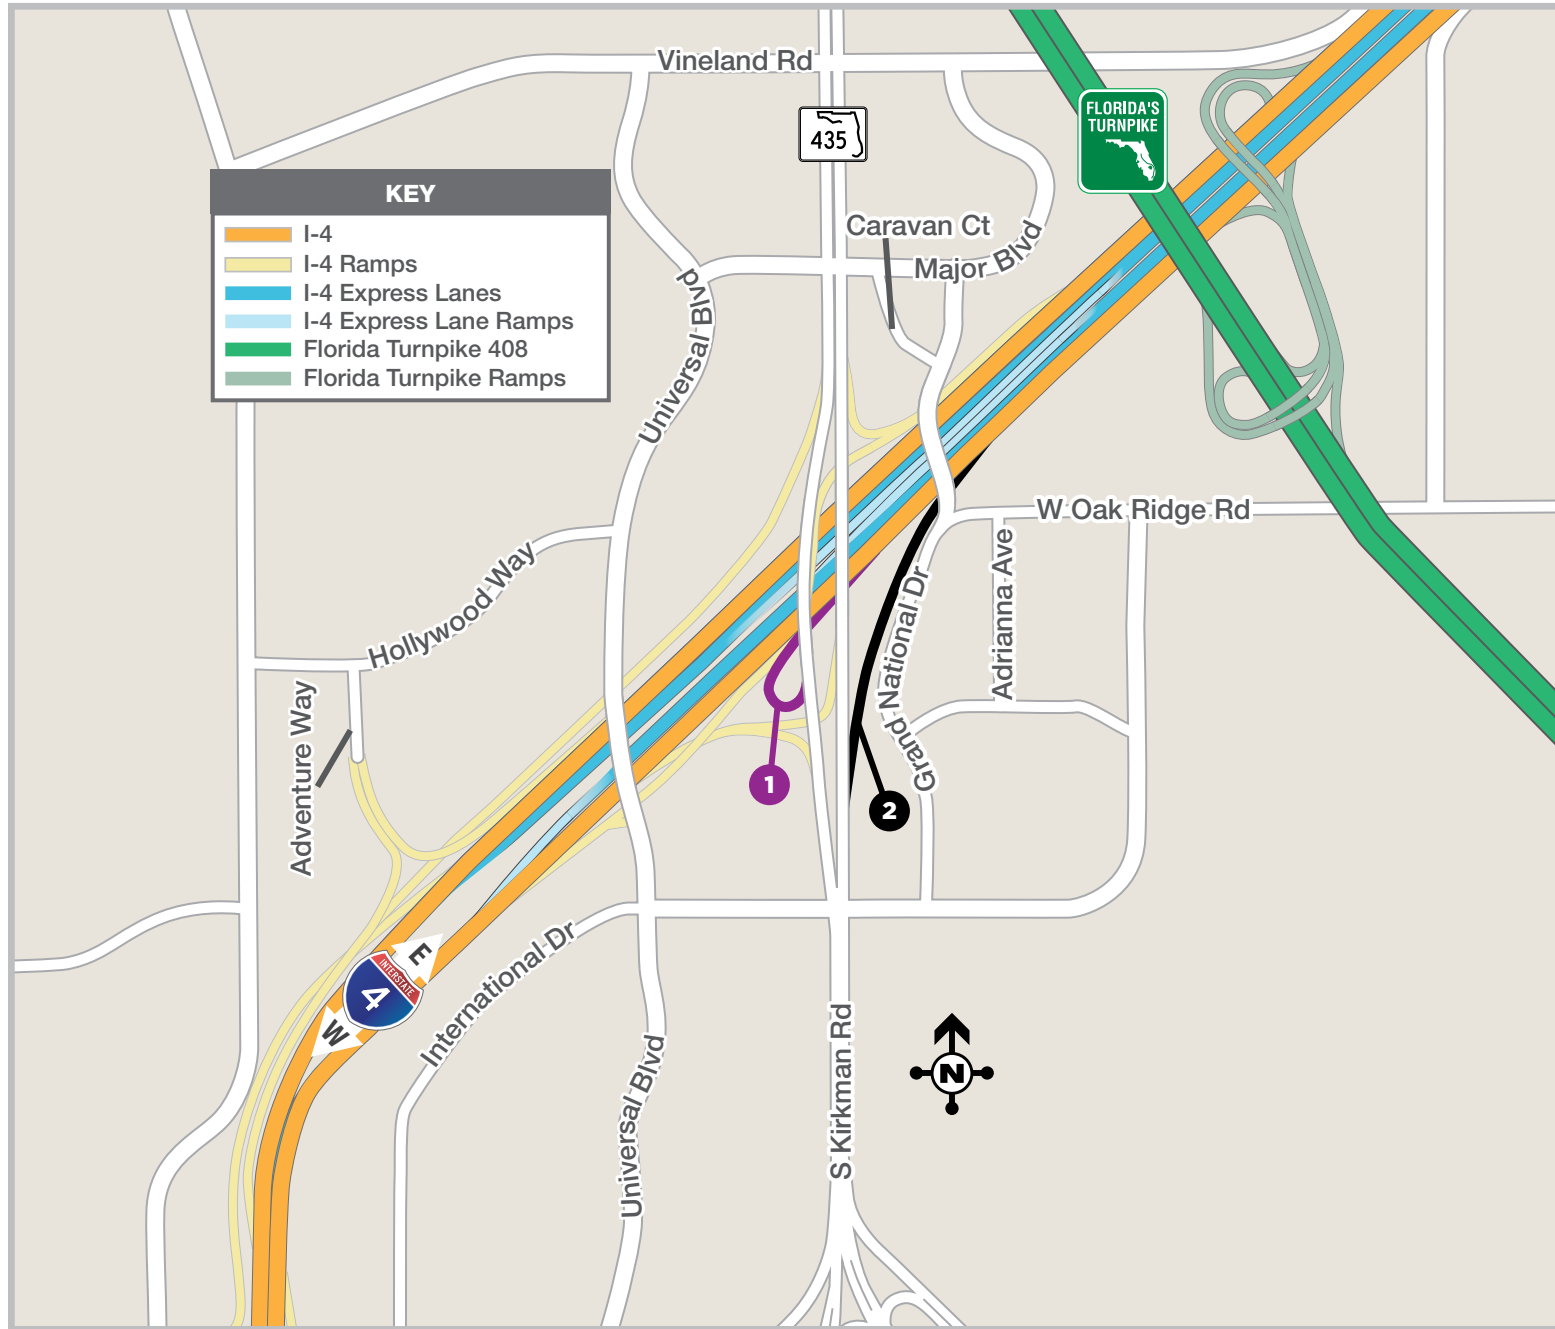 Vineland Rd
FLORIDA'S
TURNPIKE
435
KEY
I-4
I-4 Ramps
I-4 Express Lanes
I-4 Express Lane Ramps
Florida Turnpike 408
Florida Turnpike Ramps
Caravan Ct
Major Blvd
Universal Blvd
W Oak Ridge Rd
Hollywood Way
Adrianna Ave
Grand National Dr
Adventure Way
1
2
E
INTERSTATE
4
W
International Dr
Universal Blvd
S Kirkman Rd
N